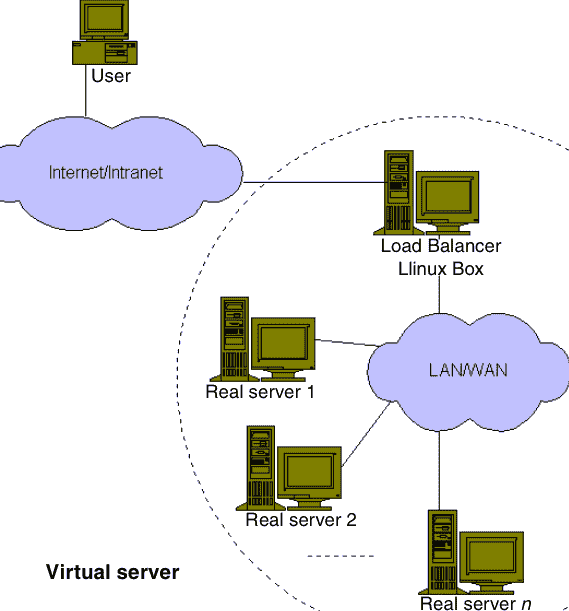 User
Internet/Intranet
Load Balancer
Llinux Box
Real server 1
LAN/WAN
Real server 2
Virtual server
Real server n